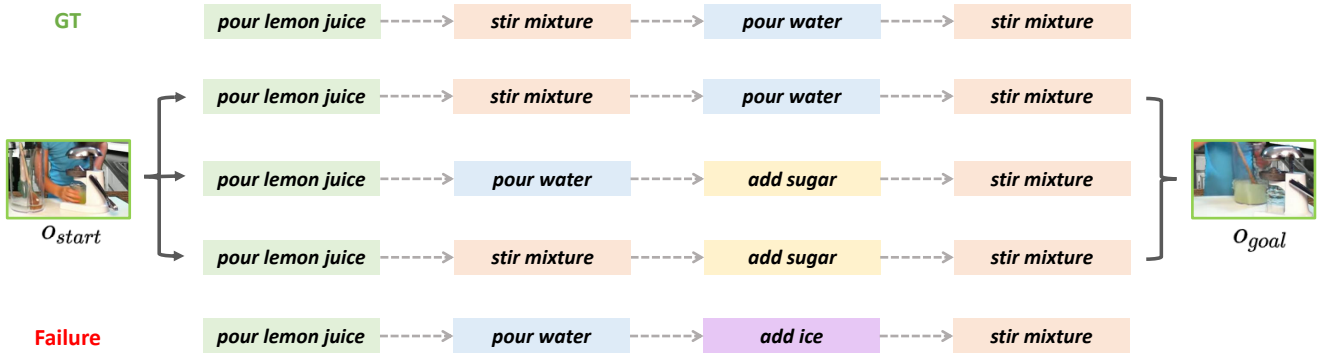 GT pour lemon juice stir mixture pour water stir mixture
pour lemon juice stir mixture pour water stir mixture
pour lemon juice pour water add sugar stir mixture
o_start o_goal
pour lemon juice stir mixture add sugar stir mixture
Failure pour lemon juice pour water add ice stir mixture